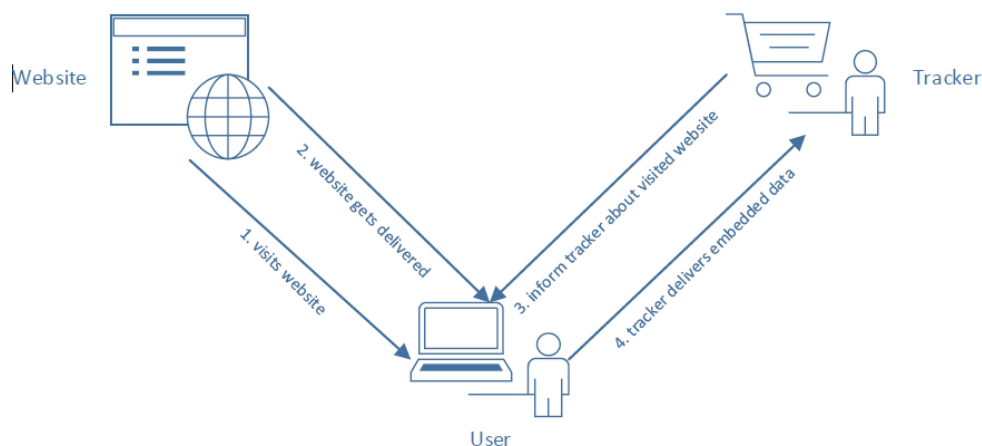 Website
Tracker
1. visits website
2. website gets delivered
3. inform tracker about visited website
4. tracker delivers embedded data
User